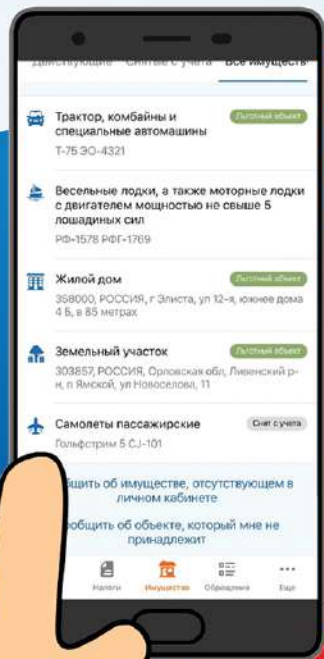 Действующие Снятые с учета Все имущество
Трактор, комбайны и
специальные автомашины
Льготный объект
Т-75 ЭО-4321
Весельные лодки, а также моторные лодки
с двигателем мощностью не свыше 5
лошадиных сил
РФ-1578 РФГ-1769
Жилой дом
Льготный объект
358000, РОССИЯ, г Элиста, ул 12-я, южнее дома
4 Б, в 85 метрах
Земельный участок
Льготный объект
303857, РОССИЯ, Орловская обл, Ливенский р-
н, п Ямской, ул Новоселова, 11
Самолеты пассажирские
Снят с учета
Гольфстрим 5 CJ-101
бщить об имуществе, отсутствующем в
личном кабинете
ообщить об объекте, который мне не
принадлежит
Налоги Имущество Обращения Еще